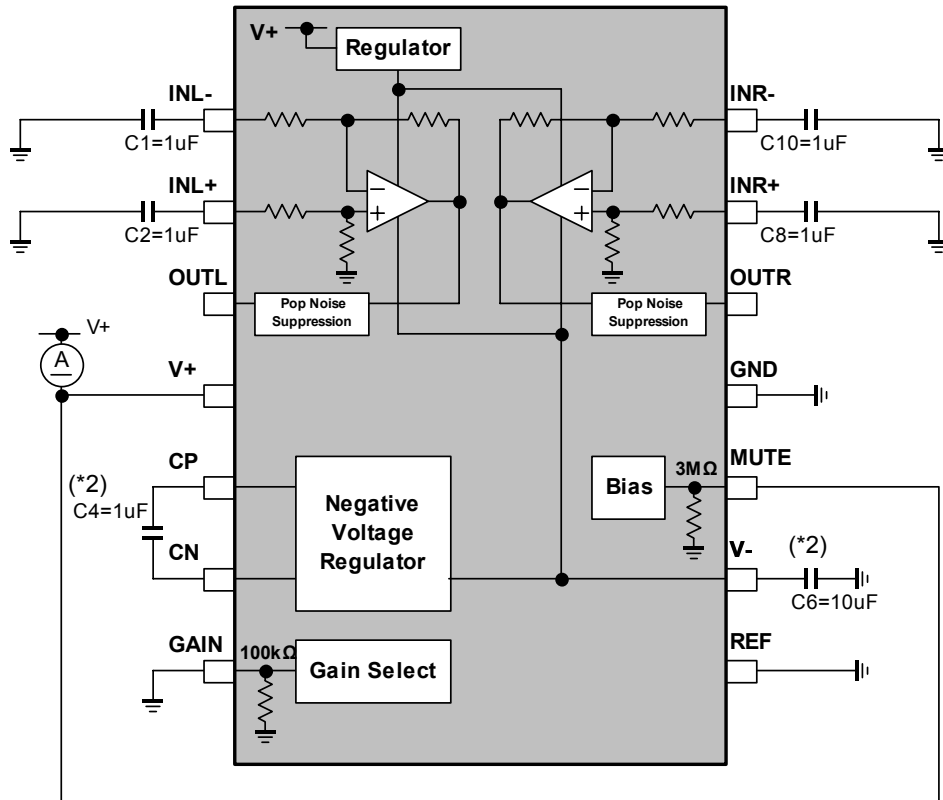 V+
Regulator
INL-
INR-
C1=1uF
C10=1uF
INL+
INR+
−
−
+
+
C2=1uF
C8=1uF
OUTL
OUTR
Pop Noise
Suppression
Pop Noise
Suppression
V+
A
V+
GND
CP
MUTE
3MΩ
Bias
(*2)
C4=1uF
Negative
Voltage
Regulator
CN
V-
(*2)
C6=10uF
GAIN
REF
100kΩ
Gain Select